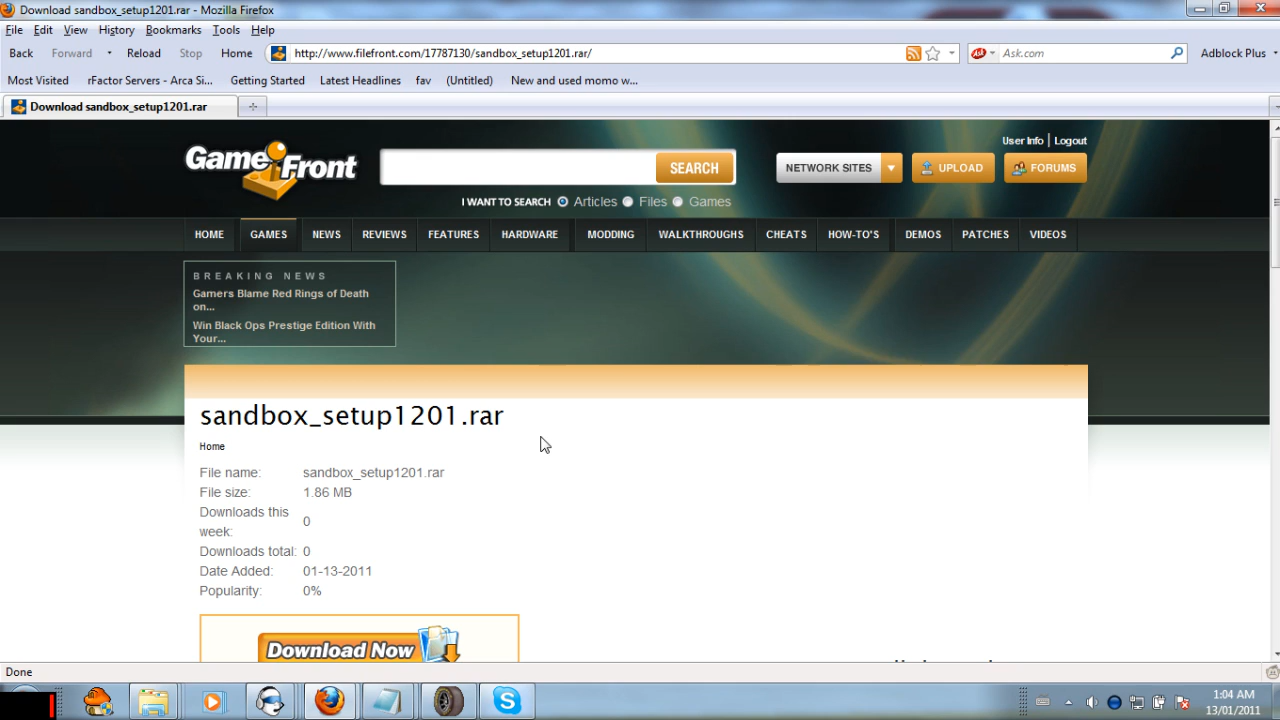 Download sandbox_setup1201.rar - Mozilla Firefox
File Edit View History Bookmarks Tools Help
Back Forward Reload Stop Home http://www.filefront.com/17787130/sandbox_setup1201.rar/ Ask Ask.com Adblock Plus
Most Visited rFactor Servers - Arca Si... Getting Started Latest Headlines fav (Untitled) New and used momo w...
Download sandbox_setup1201.rar
User Info | Logout
GameFront SEARCH NETWORK SITES UPLOAD FORUMS
I WANT TO SEARCH Articles Files Games
HOME GAMES NEWS REVIEWS FEATURES HARDWARE MODDING WALKTHROUGHS CHEATS HOW-TO'S DEMOS PATCHES VIDEOS
BREAKING NEWS
Gamers Blame Red Rings of Death
on...
Win Black Ops Prestige Edition With
Your...
sandbox_setup1201.rar
Home
File name: sandbox_setup1201.rar
File size: 1.86 MB
Downloads this
week: 0
Downloads total: 0
Date Added: 01-13-2011
Popularity: 0%
Download Now
Done
1:04 AM
13/01/2011